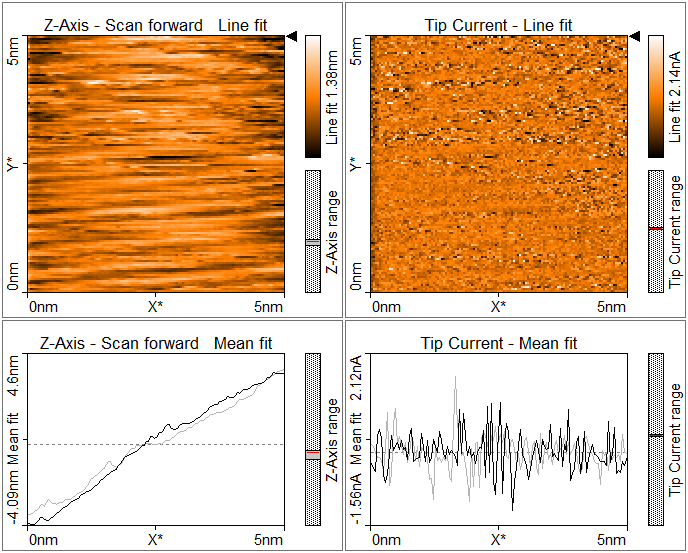 Z-Axis - Scan forward Line fit
5nm
Y*
0nm
0nm X* 5nm
Line fit 1.38nm
Z-Axis range
Tip Current - Line fit
5nm
Y*
0nm
0nm X* 5nm
Line fit 2.14nA
Tip Current range
Z-Axis - Scan forward Mean fit
-4.09nm Mean fit 4.6nm
0nm X* 5nm
Z-Axis range
Tip Current - Mean fit
-1.56nA Mean fit 2.12nA
0nm X* 5nm
Tip Current range